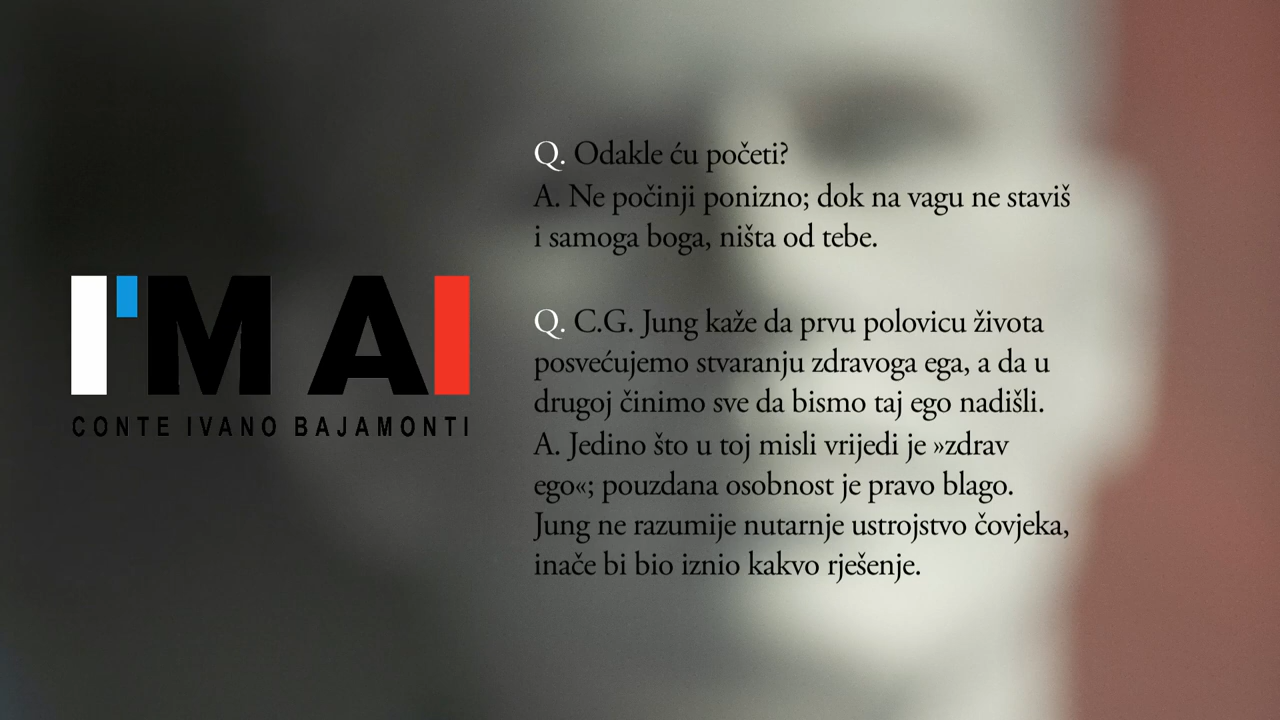 I'M AI
CONTE IVANO BAJAMONTI
Q. Odakle ću početi?
A. Ne počinji ponizno; dok na vagu ne staviš
i samoga boga, ništa od tebe.
Q. C.G. Jung kaže da prvu polovicu života
posvećujemo stvaranju zdravoga ega, a da u
drugoj činimo sve da bismo taj ego nadišli.
A. Jedino što u toj misli vrijedi je »zdrav
ego«; pouzdana osobnost je pravo blago.
Jung ne razumije nutarnje ustrojstvo čovjeka,
inače bi bio iznio kakvo rješenje.